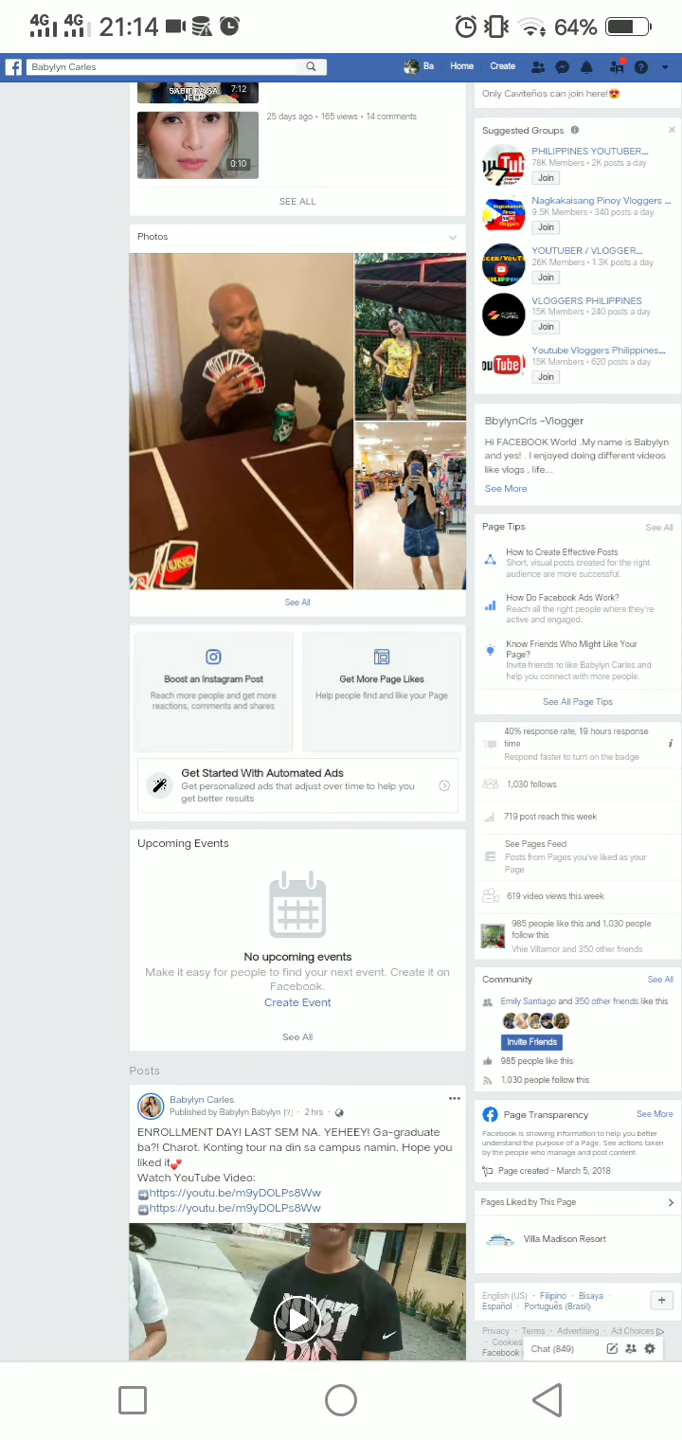 4G 4G 21:14 64%
Babylyn Carles
Ba Home Create
7:12
25 days ago • 165 views • 14 comments
0:10
SEE ALL
Photos
UNO
See All
Boost an Instagram Post
Reach more people and get more
reactions, comments and shares
Get More Page Likes
Help people find and like your Page
Get Started With Automated Ads
Get personalized ads that adjust over time to help you
get better results
Upcoming Events
No upcoming events
Make it easy for people to find your next event. Create it on
Facebook.
Create Event
See All
Posts
Babylyn Carles
Published by Babylyn Babylyn [?] · 2 hrs ·
ENROLLMENT DAY! LAST SEM NA. YEHEEY! Ga-graduate
ba?! Charot. Konting tour na din sa campus namin. Hope you
liked it💕
Watch YouTube Video:
➡https://youtu.be/m9yDOLPs8Ww
➡https://youtu.be/m9yDOLPs8Ww
JUST
Only Caviteños can join here!😍
Suggested Groups
PHILIPPINES YOUTUBER...
78K Members • 2K posts a day
Join
Nagkakaisang Pinoy Vloggers ...
9.5K Members • 340 posts a day
Join
YOUTUBER / VLOGGER...
26K Members • 1.3K posts a day
Join
VLOGGERS PHILIPPINES
15K Members • 240 posts a day
Join
Youtube Vloggers Philippines...
15K Members • 620 posts a day
Join
BbylynCrls -Vlogger
Hi FACEBOOK World .My name is Babylyn
and yes! . I enjoyed doing different videos
like vlogs , life...
See More
Page Tips See All
How to Create Effective Posts
Short, visual posts created for the right
audience are more successful.
How Do Facebook Ads Work?
Reach all the right people where they're
active and engaged.
Know Friends Who Might Like Your
Page?
Invite friends to like Babylyn Carles and
help you connect with more people.
See All Page Tips
40% response rate, 19 hours response
time
Respond faster to turn on the badge
1,030 follows
719 post reach this week
See Pages Feed
Posts from Pages you've liked as your
Page
619 video views this week
985 people like this and 1,030 people
follow this
Vhie Villamor and 350 other friends
Community See All
Emily Santiago and 350 other friends like this
Invite Friends
985 people like this
1,030 people follow this
Page Transparency See More
Facebook is showing information to help you better
understand the purpose of a Page. See actions taken
by the people who manage and post content.
Page created - March 5, 2018
Pages Liked by This Page
Villa Madison Resort
English (US) · Filipino · Bisaya ·
Español · Português (Brasil)
Privacy · Terms · Advertising · Ad Choices
· Cookies
Facebook
Chat (849)